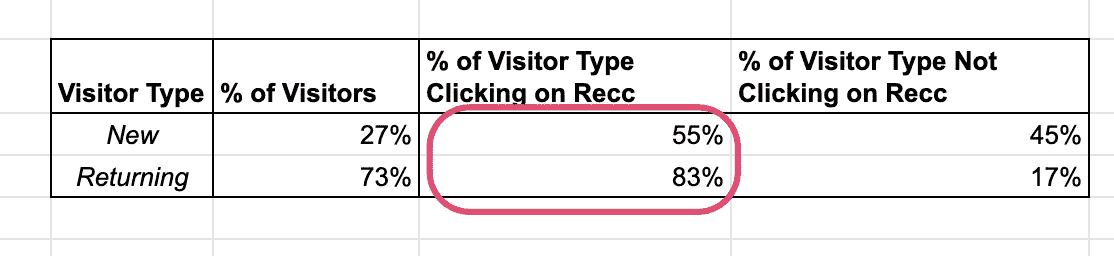 Visitor Type % of Visitors % of Visitor Type Clicking on Recc % of Visitor Type Not Clicking on Recc
New 27% 55% 45%
Returning 73% 83% 17%